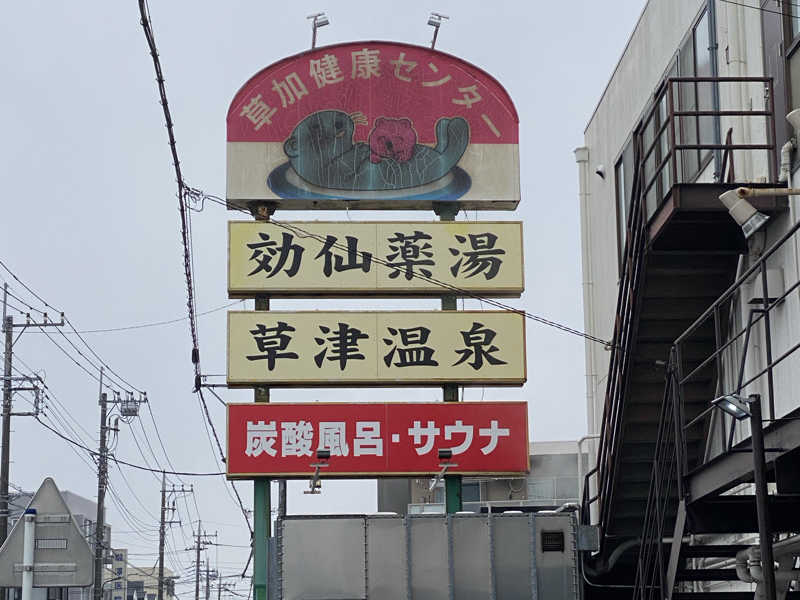 草加健康センター
効仙薬湯
草津温泉
炭酸風呂・サウナ